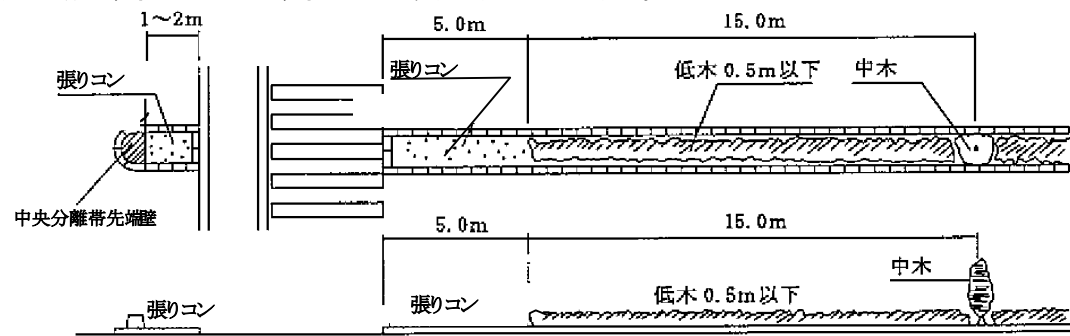 1～2m
5.0m
15.0m
張りコン
張りコン
低木 0.5m以下
中木
中央分離帯先端壁
5.0m
15.0m
中木
張りコン
張りコン
低木 0.5m以下